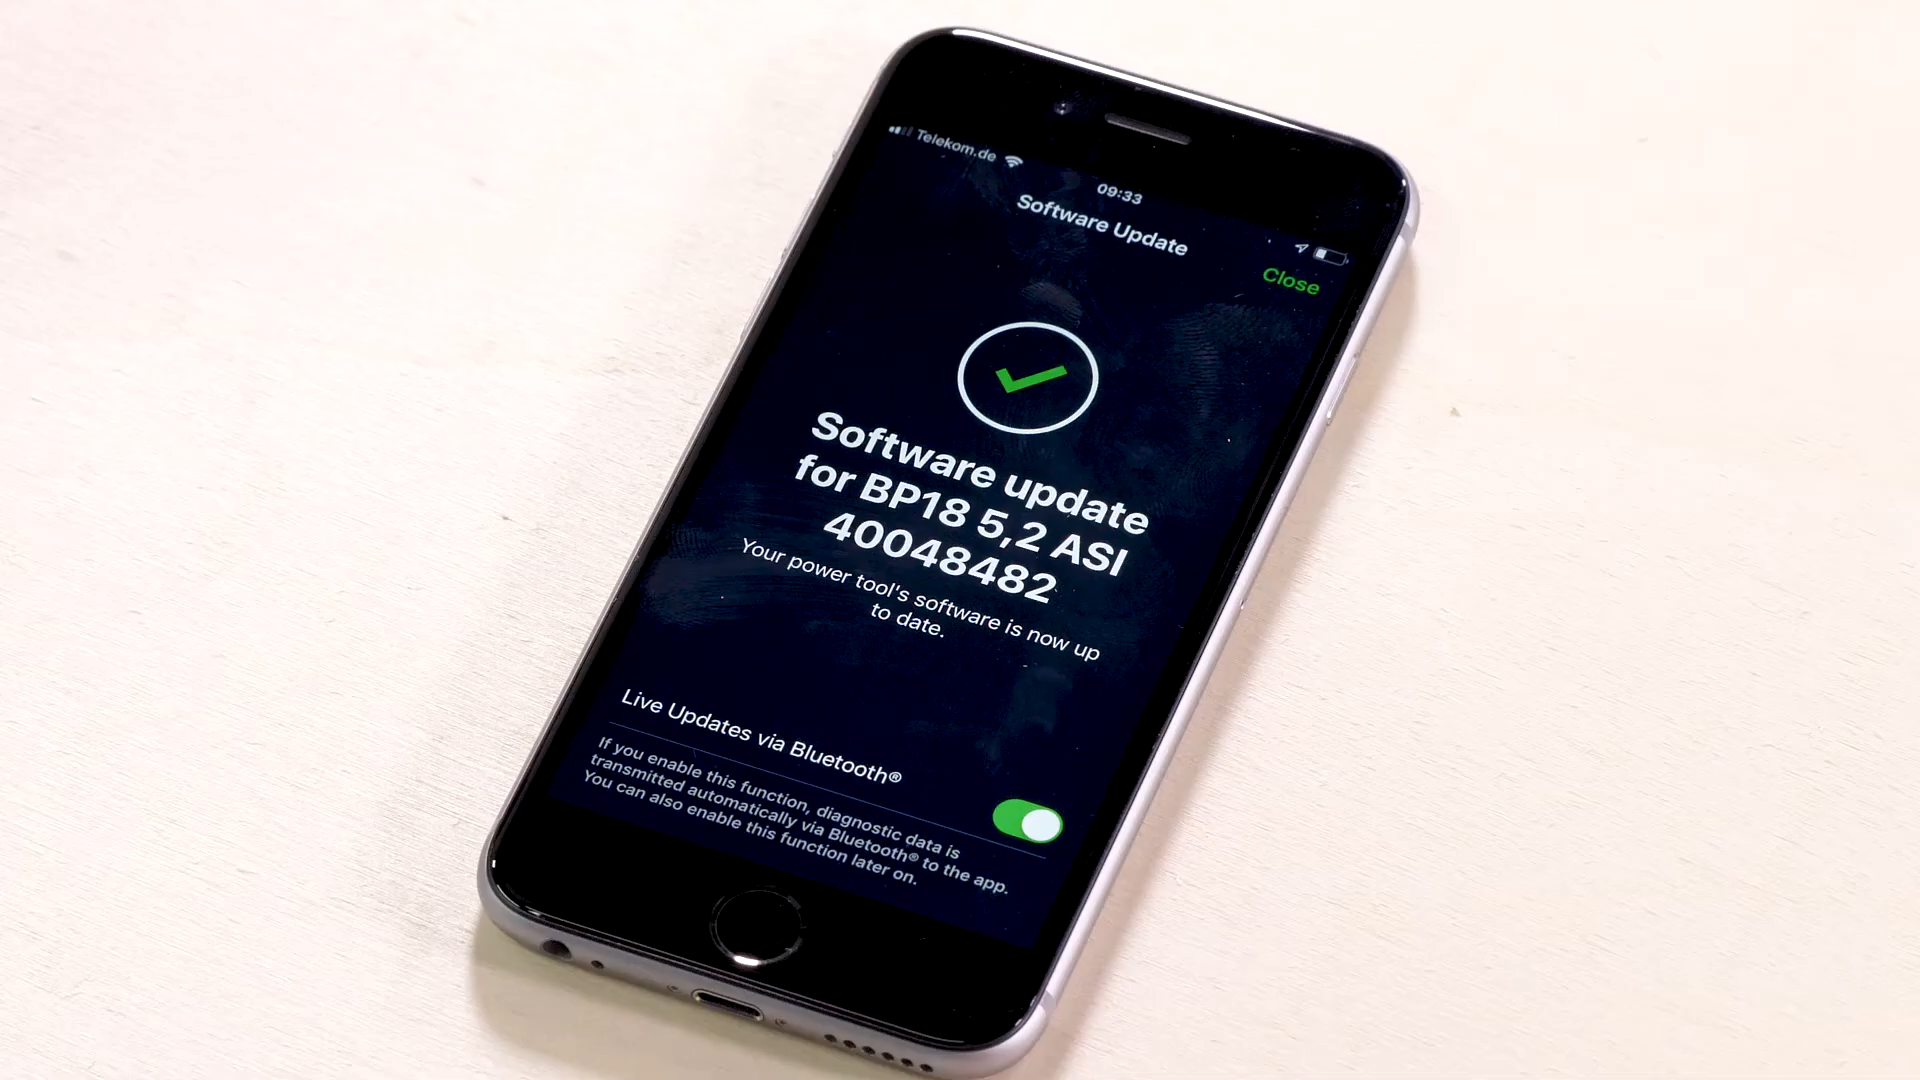 Telekom.de
09:33
Software Update
Close
Software update
for BP18 5,2 ASI
40048482
Your power tool's software is now up
to date.
Live Updates via Bluetooth®
If you enable this function, diagnostic data is
transmitted automatically via Bluetooth® to the app.
You can also enable this function later on.